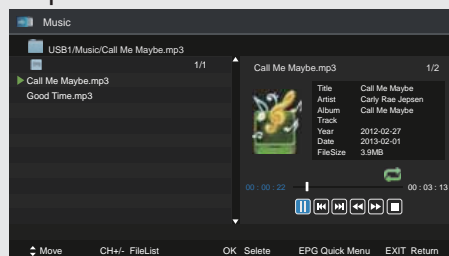 Music
USB1/Music/Call Me Maybe.mp3
1/1
Call Me Maybe.mp3
Good Time.mp3
Call Me Maybe.mp3 1/2
Title Call Me Maybe
Artist Carly Rae Jepsen
Album Call Me Maybe
Track
Year 2012-02-27
Date 2013-02-01
FileSize 3.9MB
00 : 00 : 22 00 : 03 : 13
Move CH+/- FileList OK Selete EPG Quick Menu EXIT Return